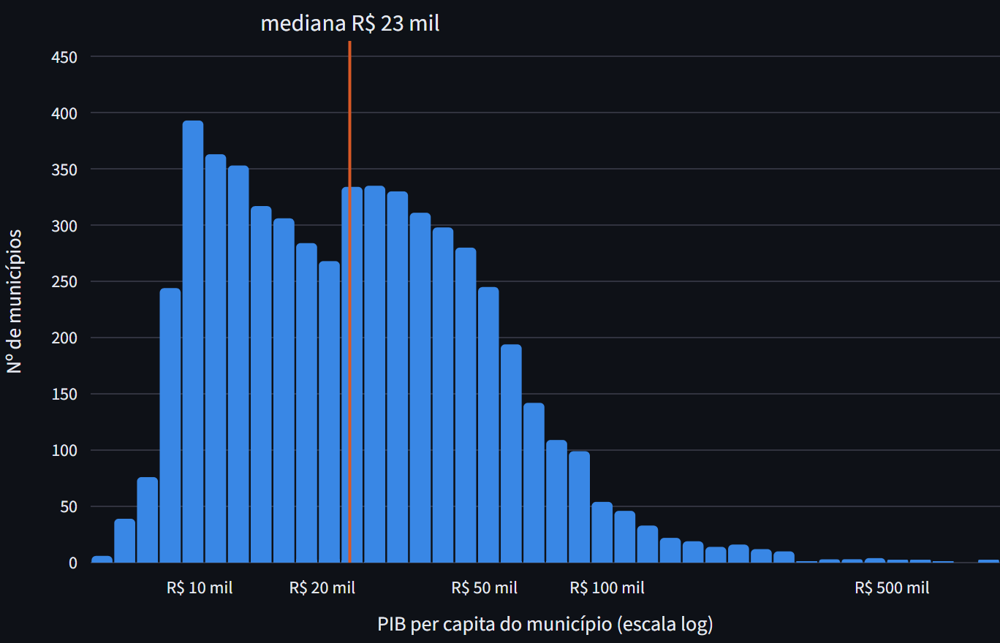 mediana R$ 23 mil
450
400
350
300
250
200
150
100
50
0
Nº de municípios
R$ 10 mil R$ 20 mil R$ 50 mil R$ 100 mil R$ 500 mil
PIB per capita do município (escala log)